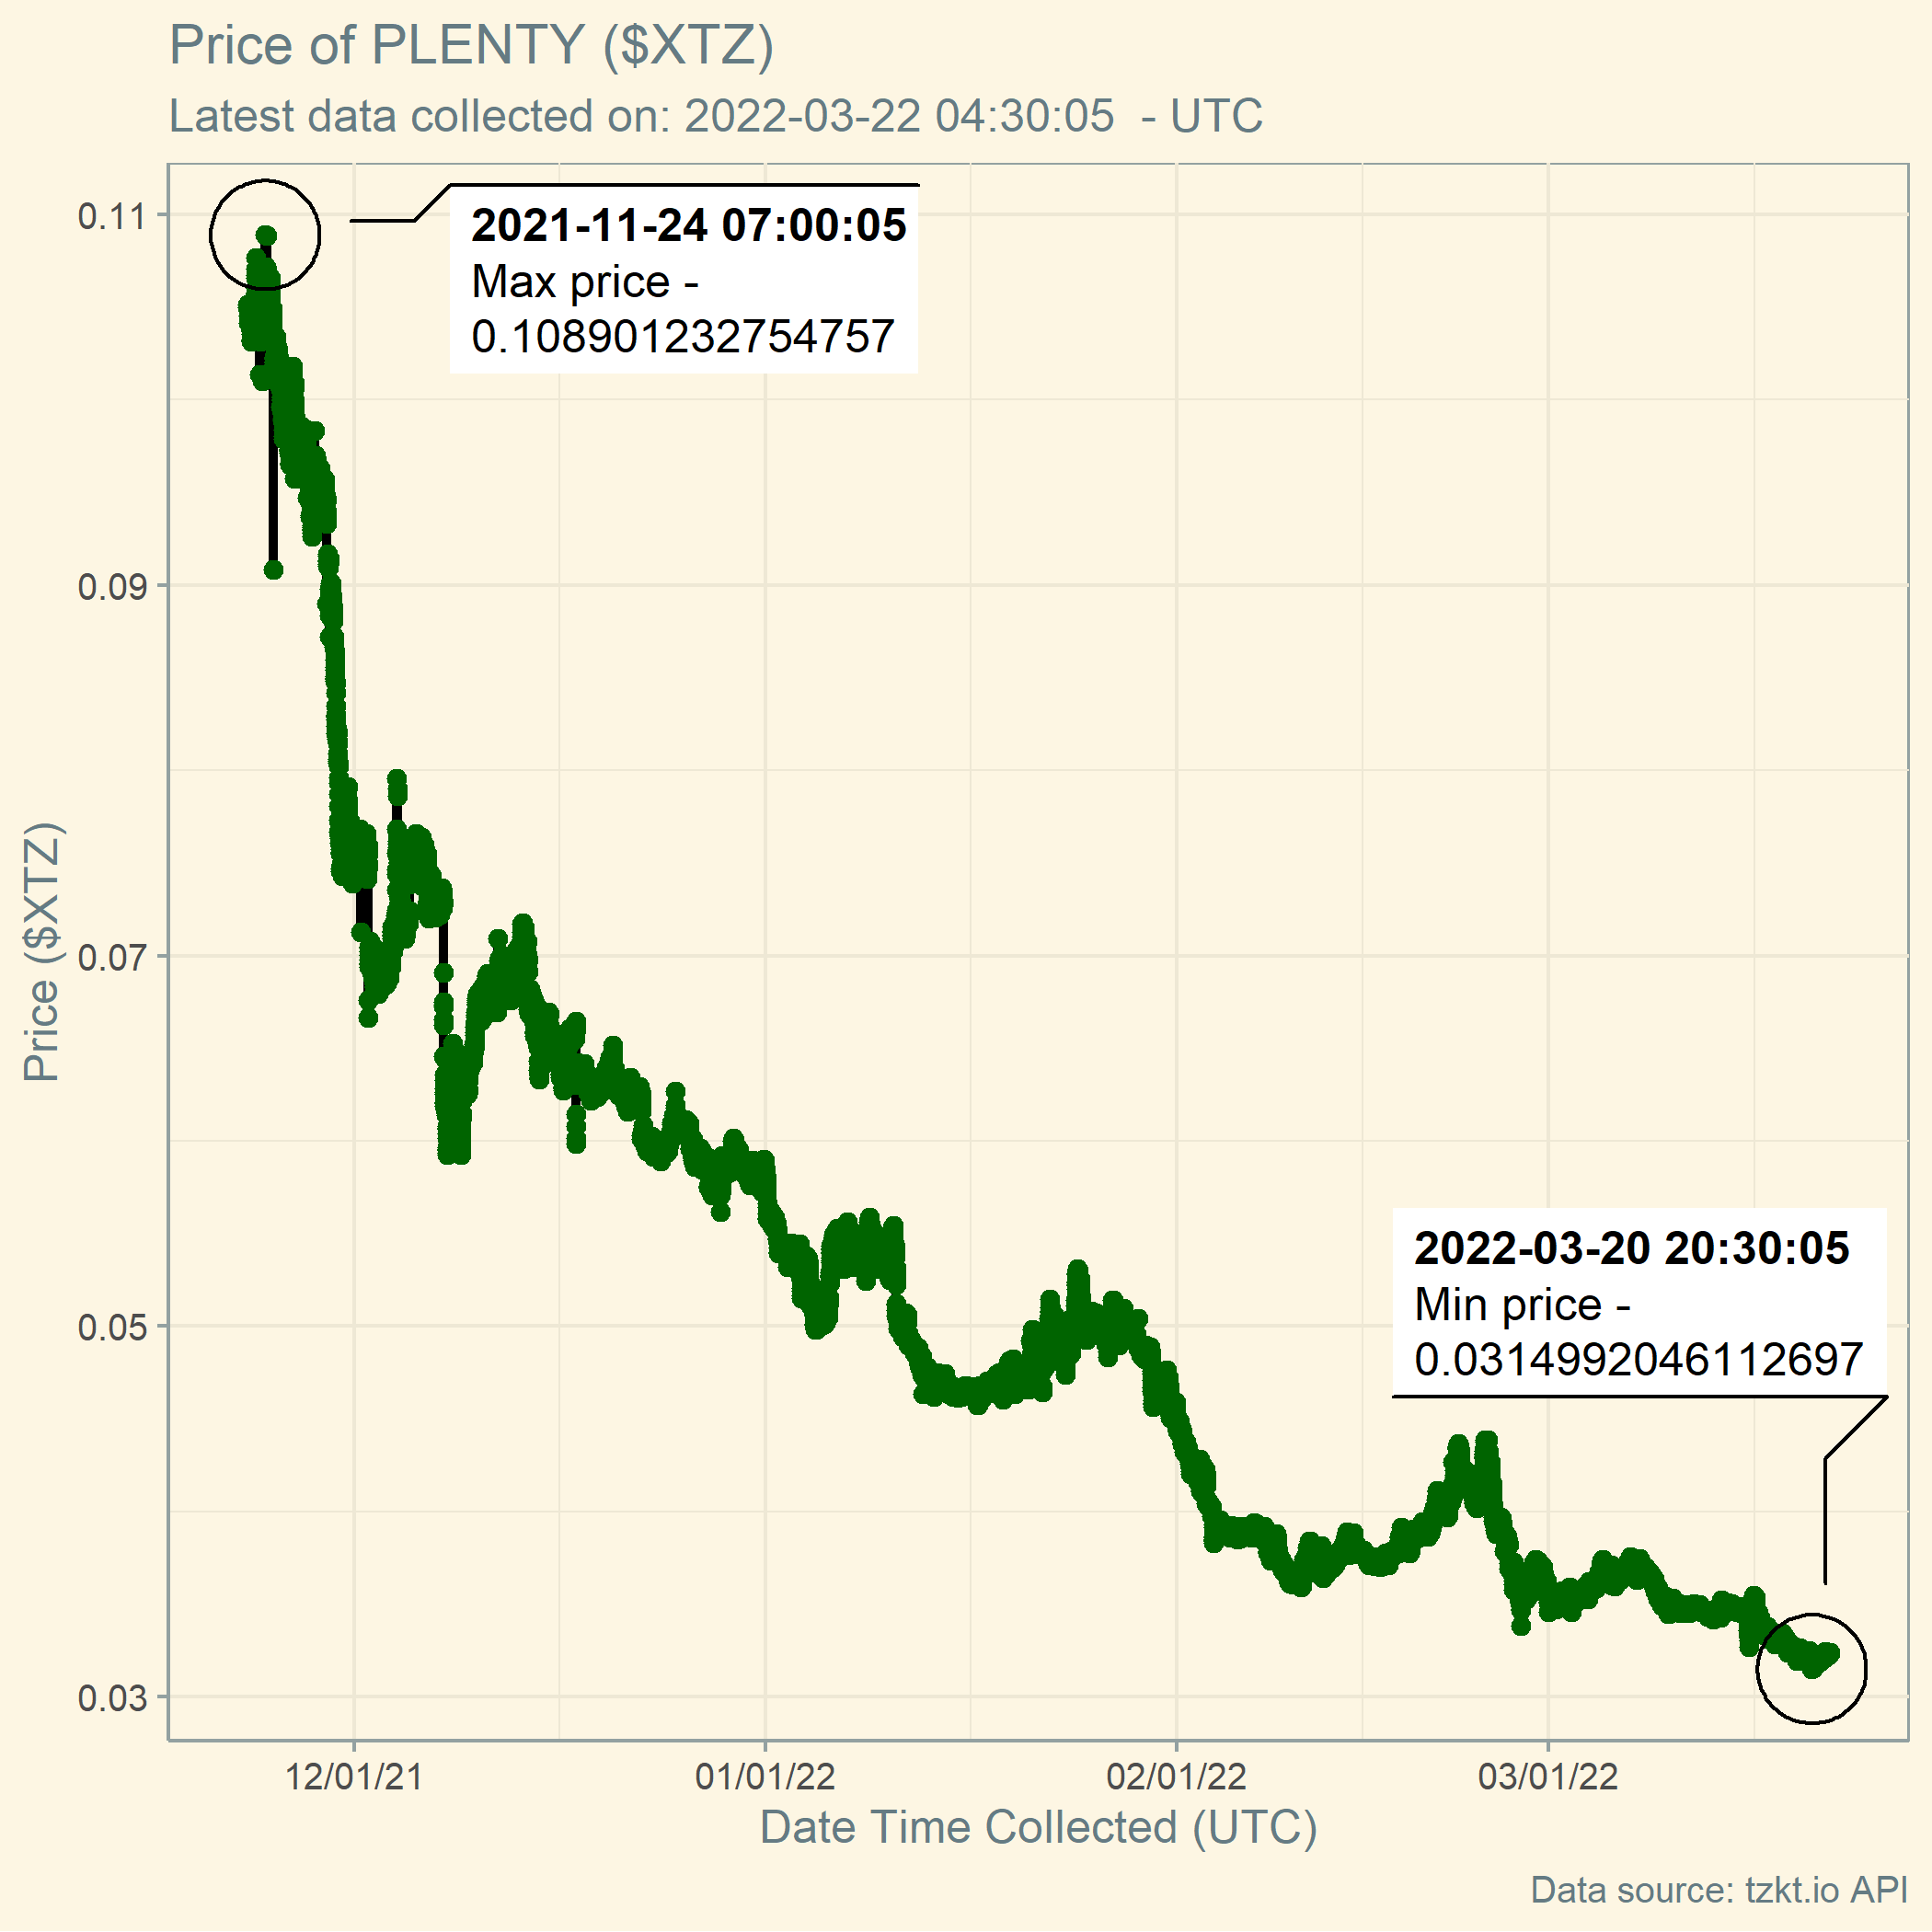 Price of PLENTY ($XTZ)
Latest data collected on: 2022-03-22 04:30:05  - UTC
2021-11-24 07:00:05
Max price -
0.108901232754757
2022-03-20 20:30:05
Min price -
0.0314992046112697
Price ($XTZ)
0.11
0.09
0.07
0.05
0.03
12/01/21
01/01/22
02/01/22
03/01/22
Date Time Collected (UTC)
Data source: tzkt.io API